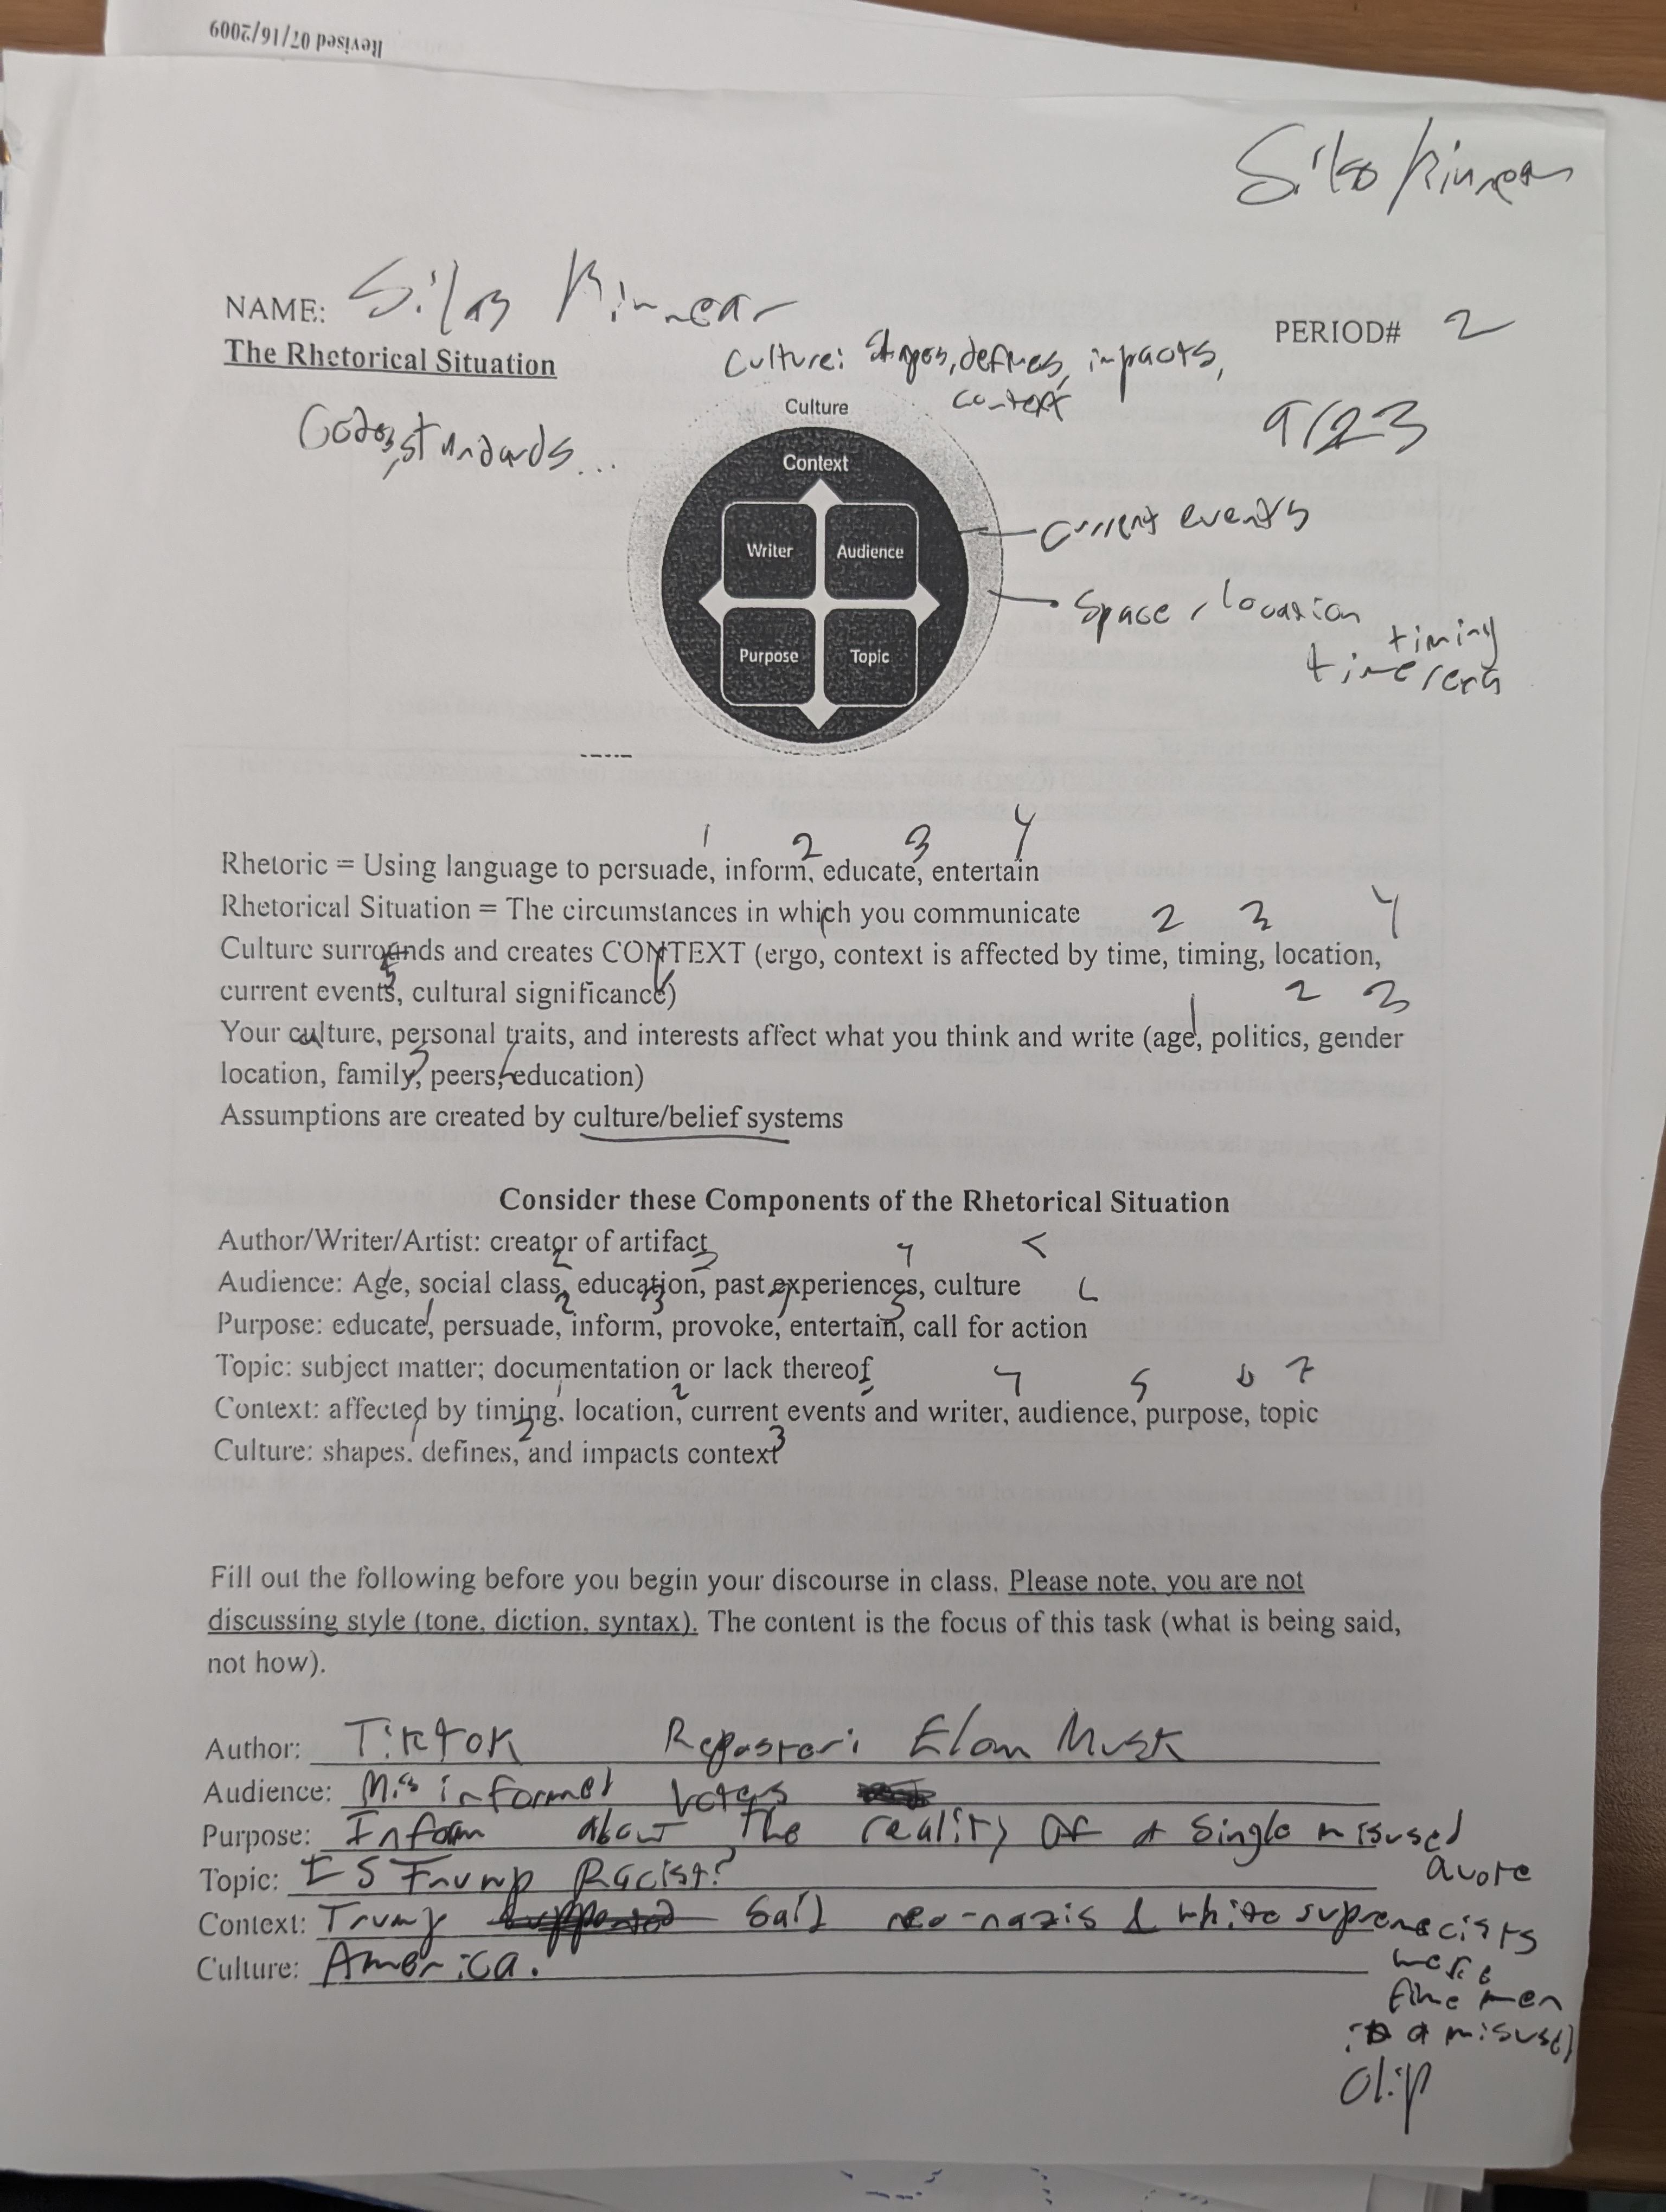 Revised 07/16/2009
Silas Kinnear
NAME: Silas Kinnear
PERIOD# 2
The Rhetorical Situation
Culture: Shapes, defines, impacts,
context
9/23
Codes, standards...
Culture
Context
Writer Audience
Purpose Topic
Current events
Space / location
timing
time/era
1 2 3 4
Rhetoric = Using language to persuade, inform, educate, entertain
Rhetorical Situation = The circumstances in which you communicate
2 3 4
Culture surrounds and creates CONTEXT (ergo, context is affected by time, timing, location,
current events, cultural significance)
2 3
Your culture, personal traits, and interests affect what you think and write (age, politics, gender
location, family, peers, education)
Assumptions are created by culture/belief systems
Consider these Components of the Rhetorical Situation
Author/Writer/Artist: creator of artifact
Audience: Age, social class, education, past experiences, culture
Purpose: educate, persuade, inform, provoke, entertain, call for action
Topic: subject matter; documentation or lack thereof
Context: affected by timing, location, current events and writer, audience, purpose, topic
Culture: shapes, defines, and impacts context
Fill out the following before you begin your discourse in class. Please note, you are not
discussing style (tone, diction, syntax). The content is the focus of this task (what is being said,
not how).
Author: Tiktok Reposter: Elon Musk
Audience: Misinformed Voters
Purpose: Inform about the reality of a single misused
quote
Topic: Is Trump Racist?
Context: Trump said neo-nazis & white supremecists
were
fine men
is a misused
clip
Culture: America.